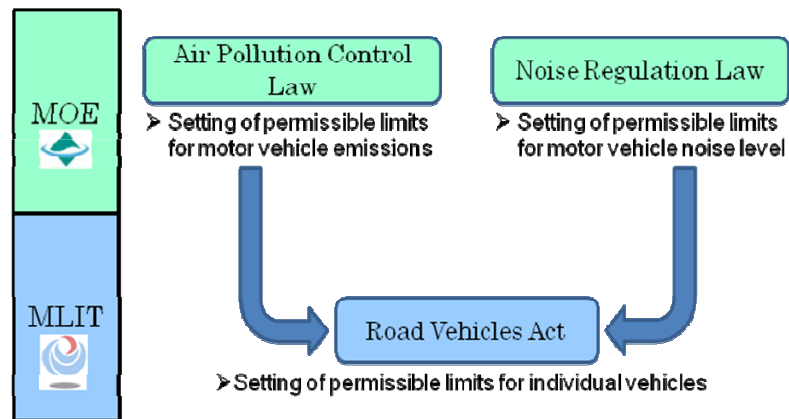 MOE
Air Pollution Control
Law
➤ Setting of permissible limits
for motor vehicle emissions
Noise Regulation Law
➤ Setting of permissible limits
for motor vehicle noise level
MLIT
Road Vehicles Act
➤ Setting of permissible limits for individual vehicles